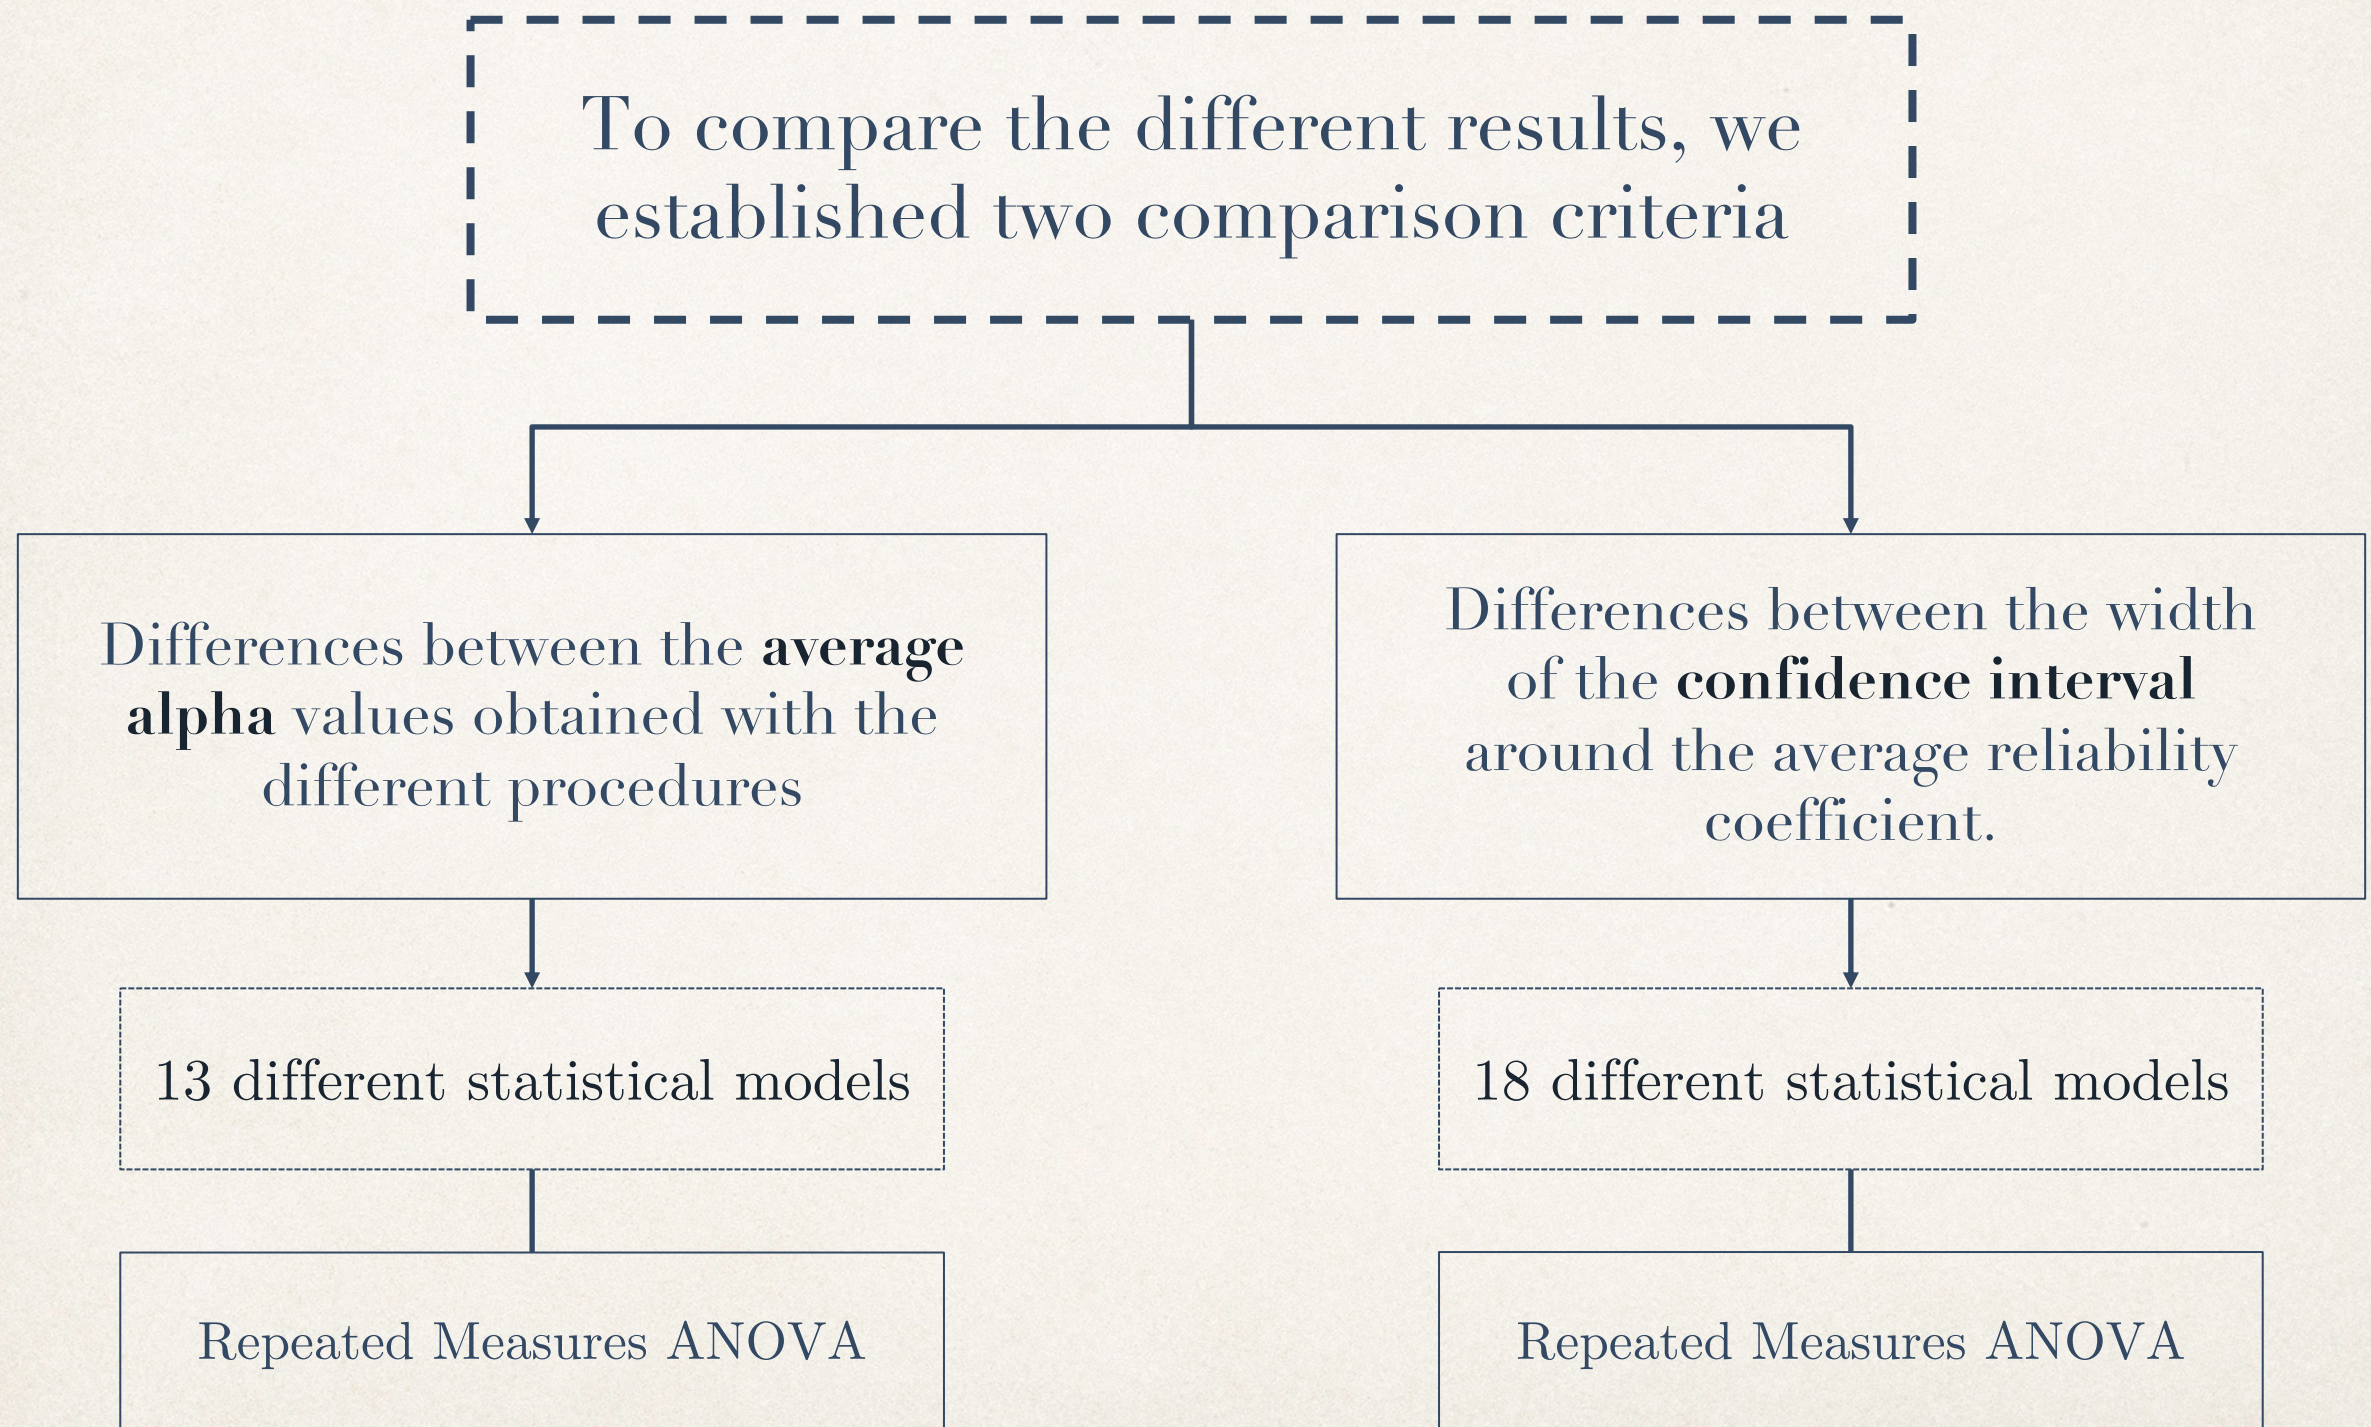 To compare the different results, we
established two comparison criteria
Differences between the average
alpha values obtained with the
different procedures
Differences between the width
of the confidence interval
around the average reliability
coefficient.
13 different statistical models
18 different statistical models
Repeated Measures ANOVA
Repeated Measures ANOVA